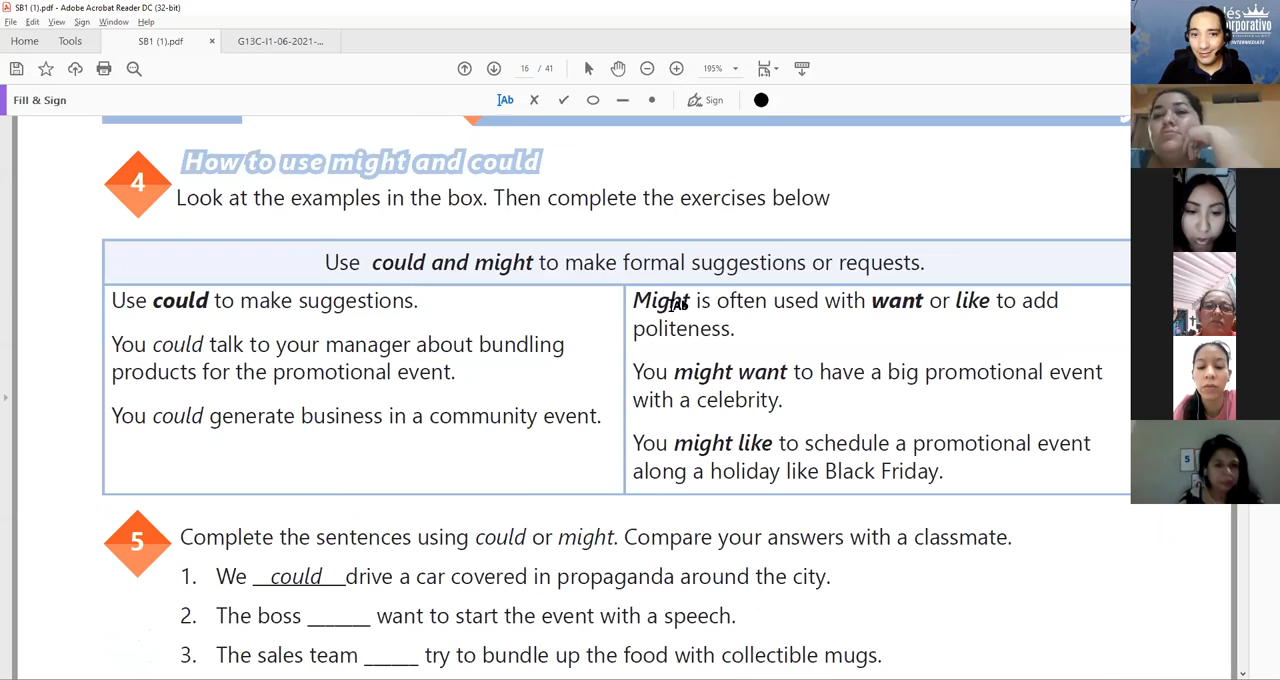 SB1 (1).pdf - Adobe Acrobat Reader DC (32-bit)
File Edit View Sign Window Help
Home Tools SB1 (1).pdf × G13C-I1-06-2021-...
16 / 41 195%
Fill & Sign
Ab Sign
4
How to use might and could
Look at the examples in the box. Then complete the exercises below
Use could and might to make formal suggestions or requests.
Use could to make suggestions.
You could talk to your manager about bundling
products for the promotional event.
You could generate business in a community event.
Might is often used with want or like to add
politeness.
You might want to have a big promotional event
with a celebrity.
You might like to schedule a promotional event
along a holiday like Black Friday.
5
Complete the sentences using could or might. Compare your answers with a classmate.
1. We __could__drive a car covered in propaganda around the city.
2. The boss _______ want to start the event with a speech.
3. The sales team ______ try to bundle up the food with collectible mugs.